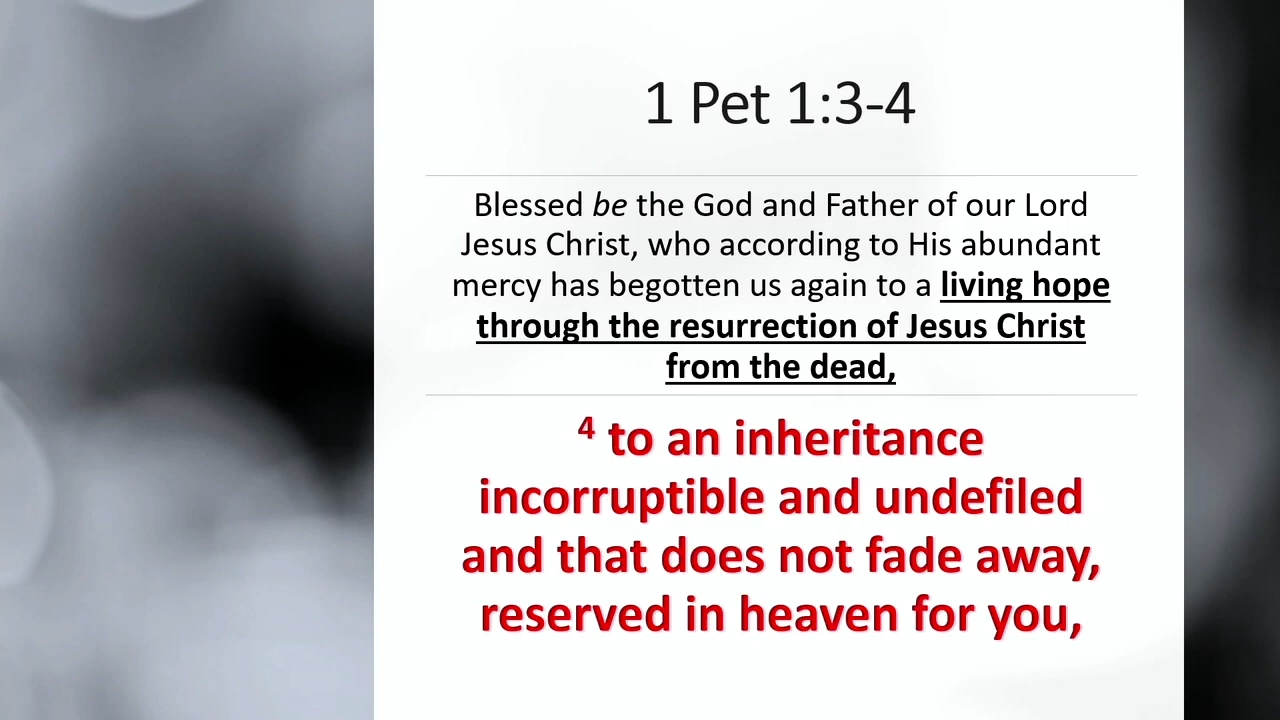 1 Pet 1:3-4
Blessed be the God and Father of our Lord
Jesus Christ, who according to His abundant
mercy has begotten us again to a living hope
through the resurrection of Jesus Christ
from the dead,
4 to an inheritance
incorruptible and undefiled
and that does not fade away,
reserved in heaven for you,